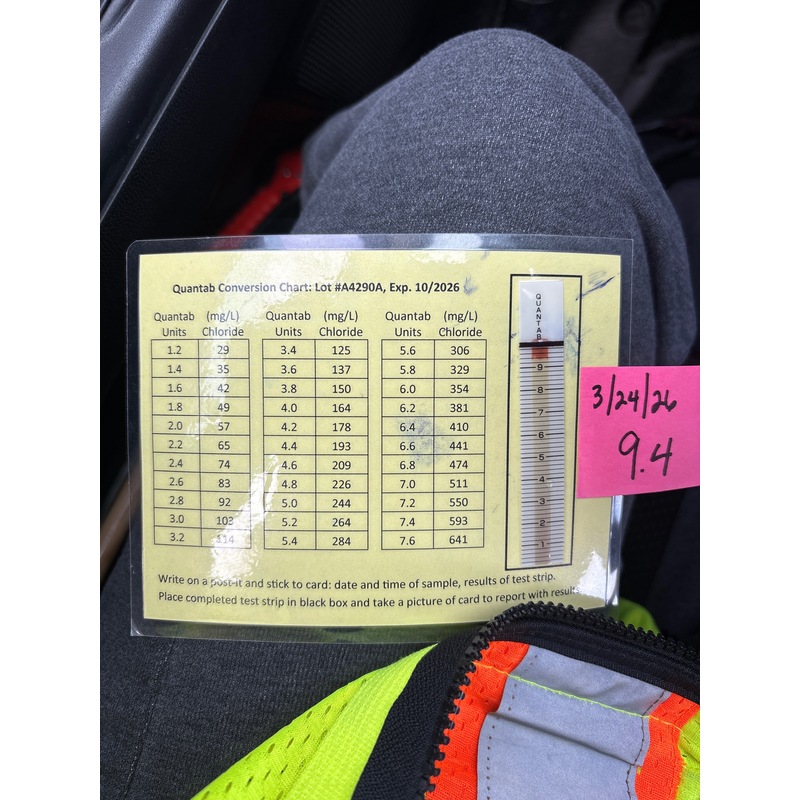 Quantab Conversion Chart: Lot #A4290A, Exp. 10/2026
Quantab Units (mg/L) Chloride Quantab Units (mg/L) Chloride Quantab Units (mg/L) Chloride
1.2 29 3.4 125 5.6 306
1.4 35 3.6 137 5.8 329
1.6 42 3.8 150 6.0 354
1.8 49 4.0 164 6.2 381
2.0 57 4.2 178 6.4 410
2.2 65 4.4 193 6.6 441
2.4 74 4.6 209 6.8 474
2.6 83 4.8 226 7.0 511
2.8 92 5.0 244 7.2 550
3.0 103 5.2 264 7.4 593
3.2 114 5.4 284 7.6 641
QUANTAB
9
8
7
6
5
4
3
2
1
3/24/26
9.4
Write on a post-it and stick to card: date and time of sample, results of test strip.
Place completed test strip in black box and take a picture of card to report with